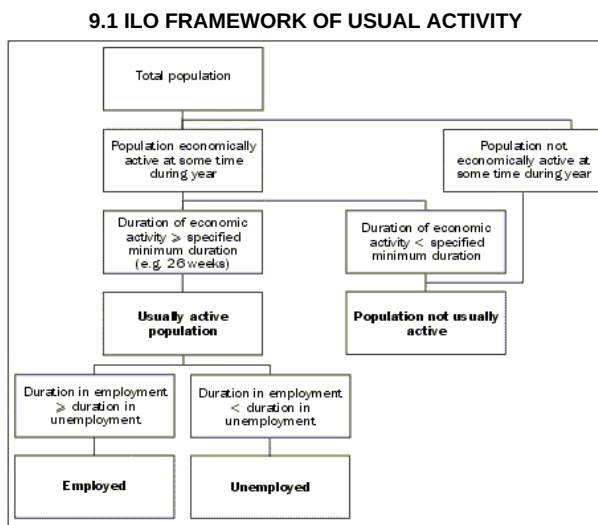 9.1 ILO FRAMEWORK OF USUAL ACTIVITY
Total population
Population economically
active at some time
during year
Population not
economically active at
some time during year
Duration of economic
activity ⩾ specified
minimum duration
(e.g. 26 weeks)
Duration of economic
activity < specified
minimum duration
Usually active
population
Population not usually
active
Duration in employment
⩾ duration in
unemployment
Duration in employment
< duration in
unemployment
Employed
Unemployed